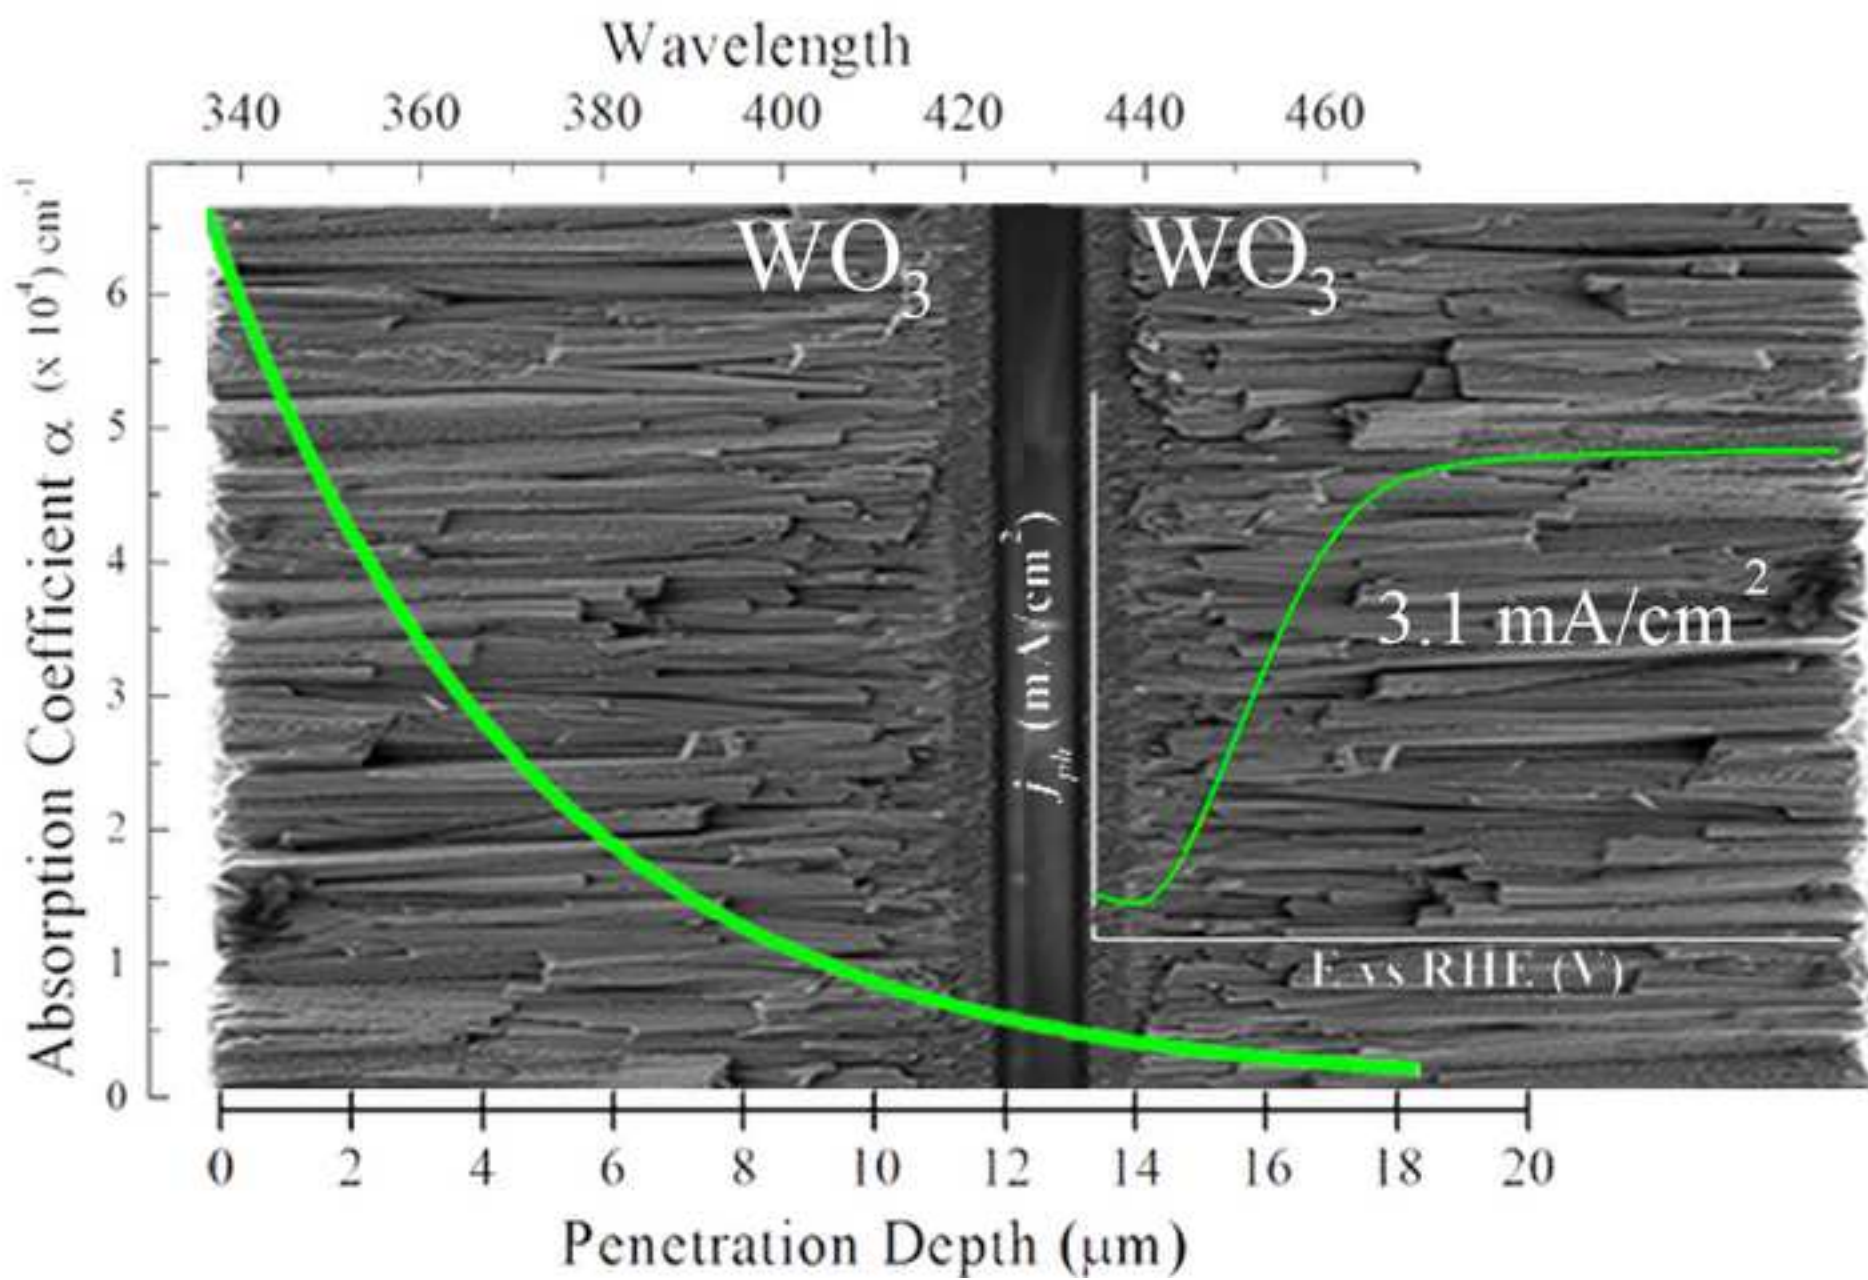 Wavelength
340 360 380 400 420 440 460
Absorption Coefficient α (x 10⁴) cm⁻¹
6
5
4
3
2
1
0
WO₃
WO₃
j_ph (mA/cm²)
3.1 mA/cm²
E vs RHE (V)
0 2 4 6 8 10 12 14 16 18 20
Penetration Depth (μm)